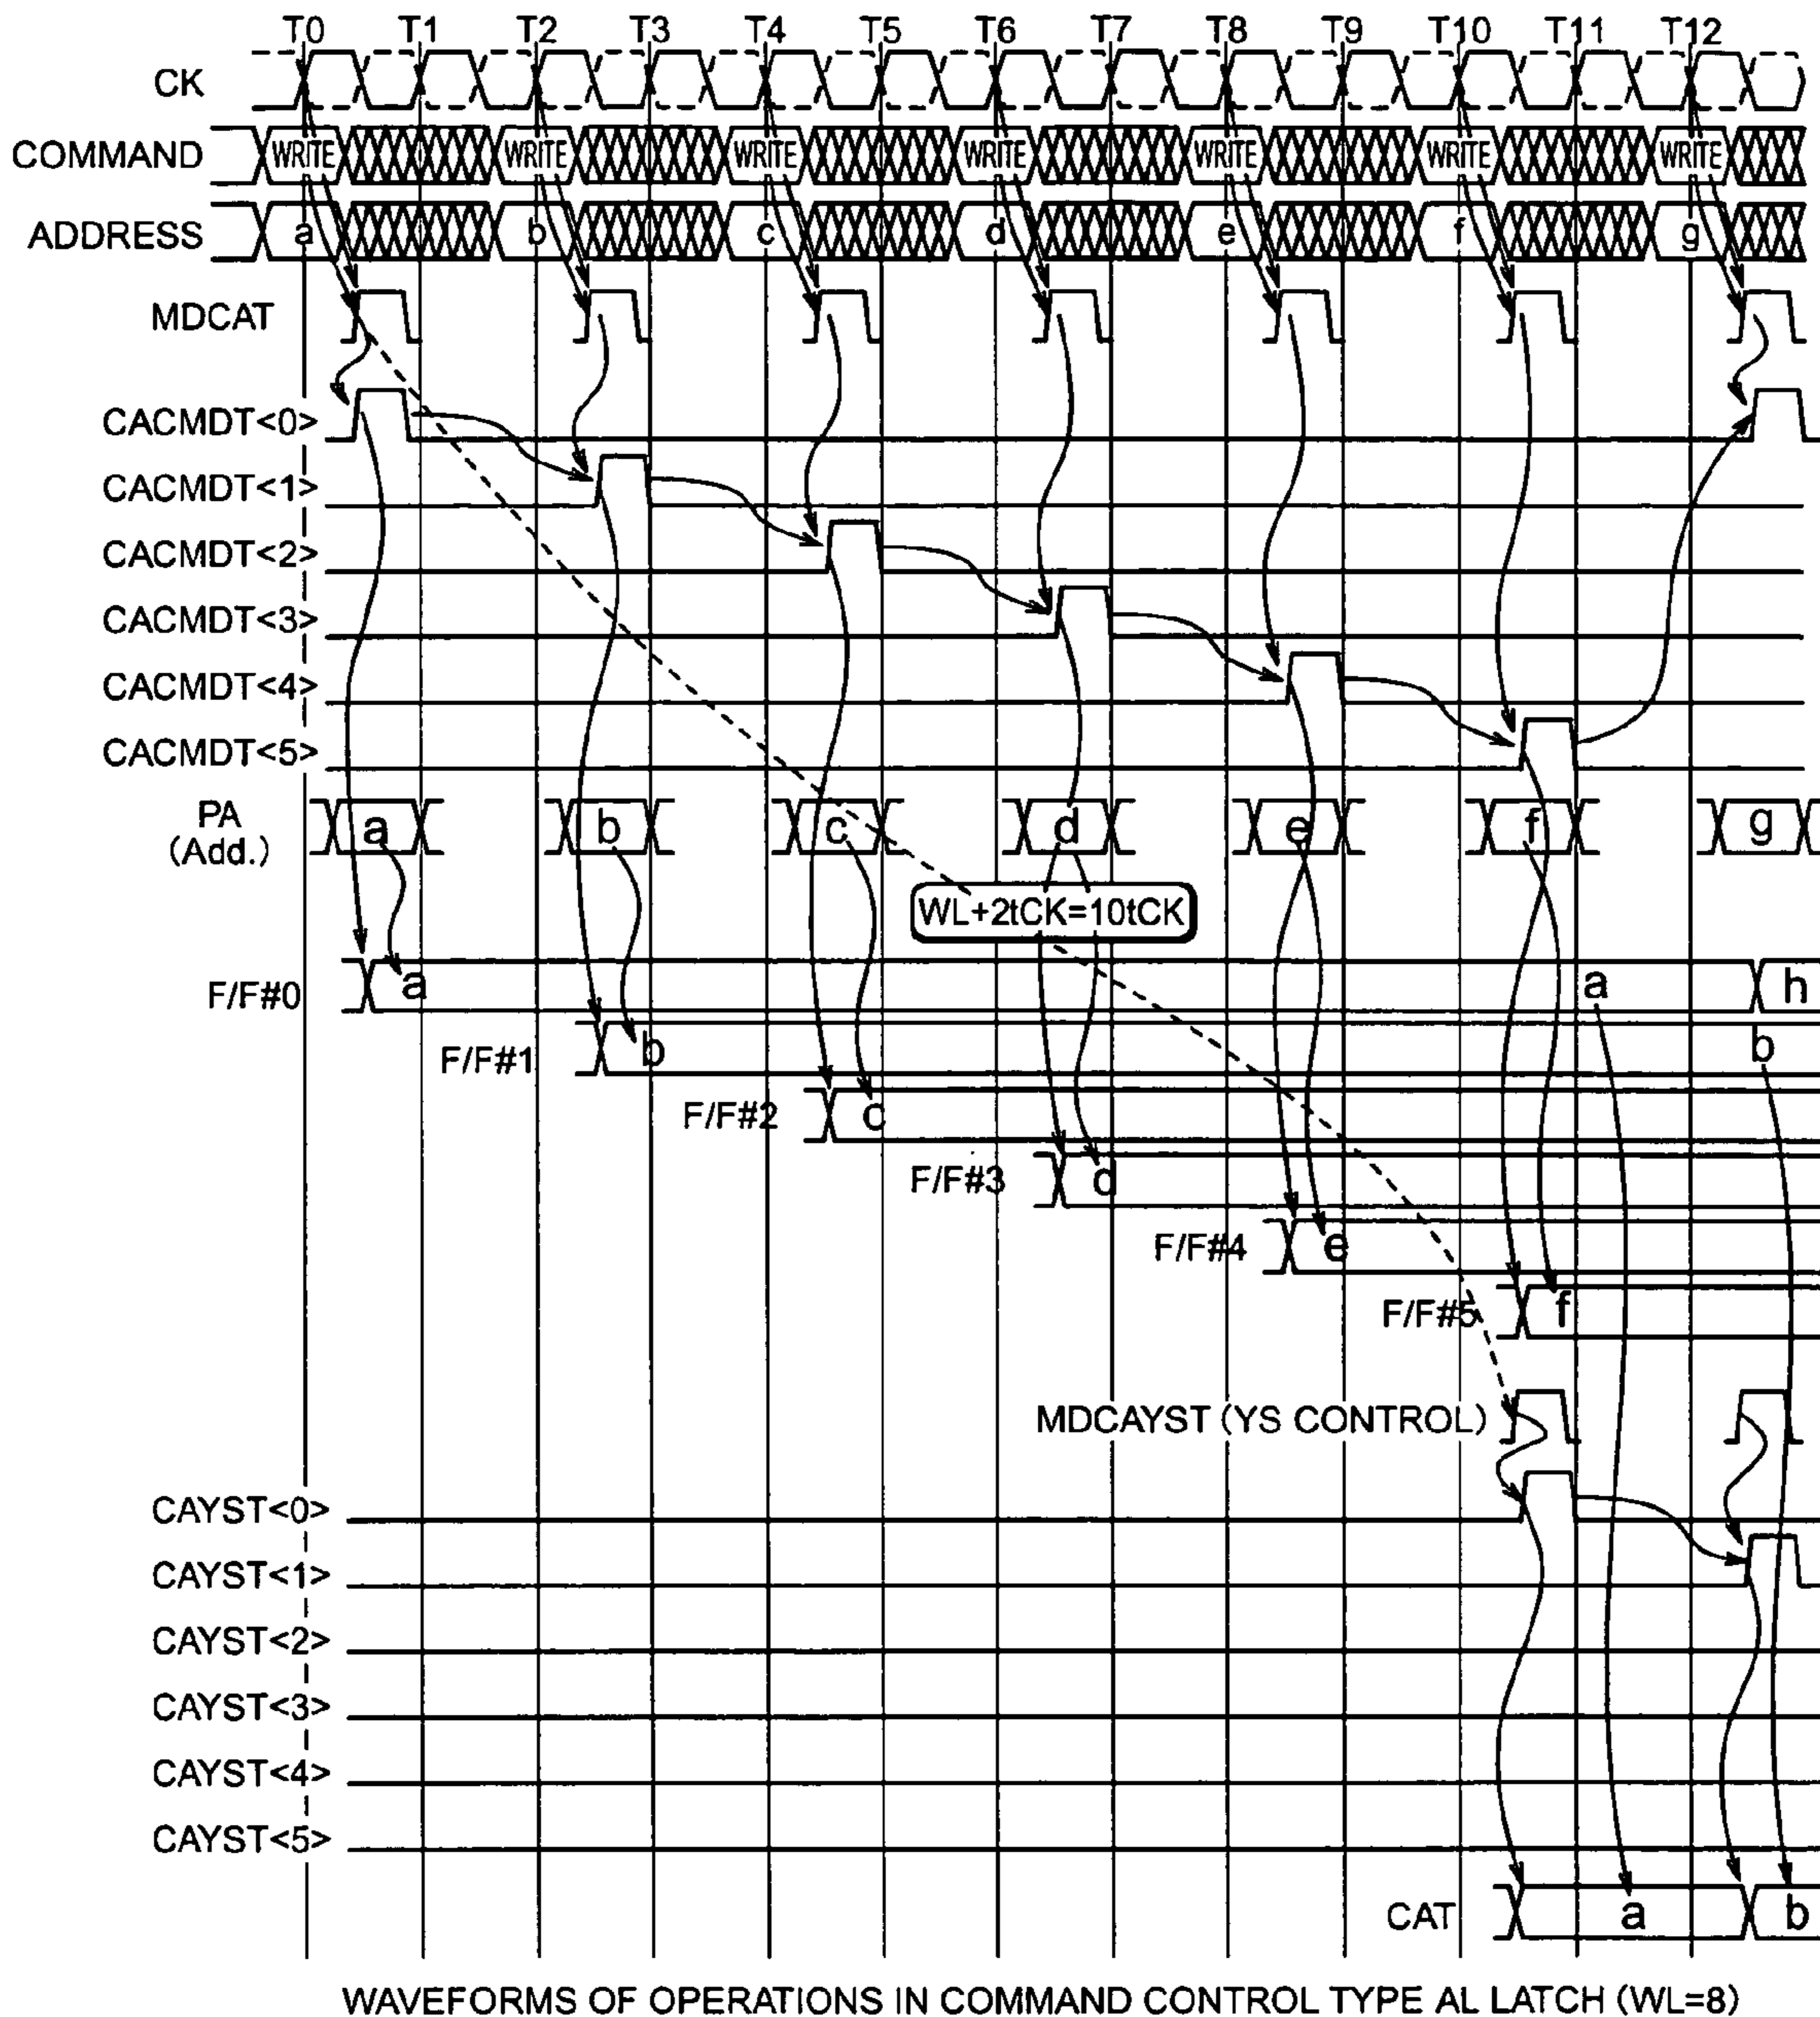 T0 T1 T2 T3 T4 T5 T6 T7 T8 T9 T10 T11 T12
CK
COMMAND WRITE WRITE WRITE WRITE WRITE WRITE WRITE
ADDRESS a b c d e f g
MDCAT
CACMDT<0>
CACMDT<1>
CACMDT<2>
CACMDT<3>
CACMDT<4>
CACMDT<5>
PA a b c d e f g
(Add.)
WL+2tCK=10tCK
F/F#0 a a h
F/F#1 b b
F/F#2 c
F/F#3 d
F/F#4 e
F/F#5 f
MDCAYST (YS CONTROL)
CAYST<0>
CAYST<1>
CAYST<2>
CAYST<3>
CAYST<4>
CAYST<5>
CAT a b
WAVEFORMS OF OPERATIONS IN COMMAND CONTROL TYPE AL LATCH (WL=8)